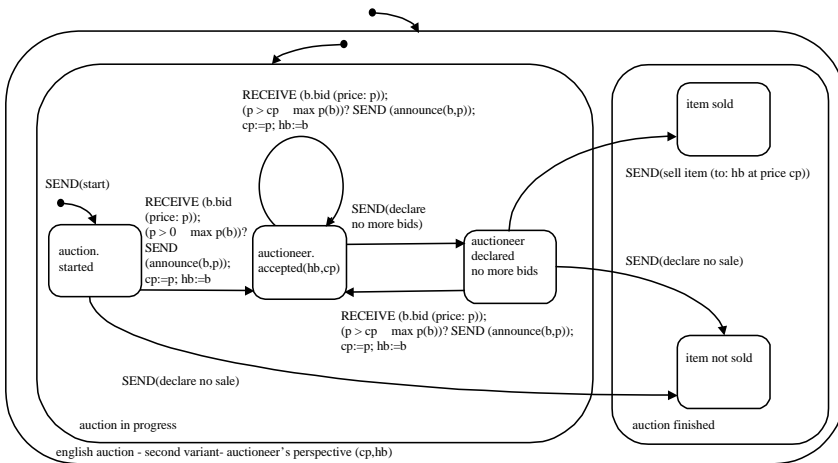 RECEIVE (b.bid (price: p));
(p > cp max p(b))? SEND (announce(b,p));
cp:=p; hb:=b
item sold
SEND(sell item (to: hb at price cp))
SEND(start)
RECEIVE (b.bid
(price: p));
(p > 0 max p(b))?
SEND
(announce(b,p));
cp:=p; hb:=b
SEND(declare
no more bids)
auction.
started
auctioneer.
accepted(hb,cp)
auctioneer
declared
no more bids
SEND(declare no sale)
RECEIVE (b.bid (price: p));
(p > cp max p(b))? SEND (announce(b,p));
cp:=p; hb:=b
item not sold
SEND(declare no sale)
auction in progress
auction finished
english auction - second variant- auctioneer's perspective (cp,hb)